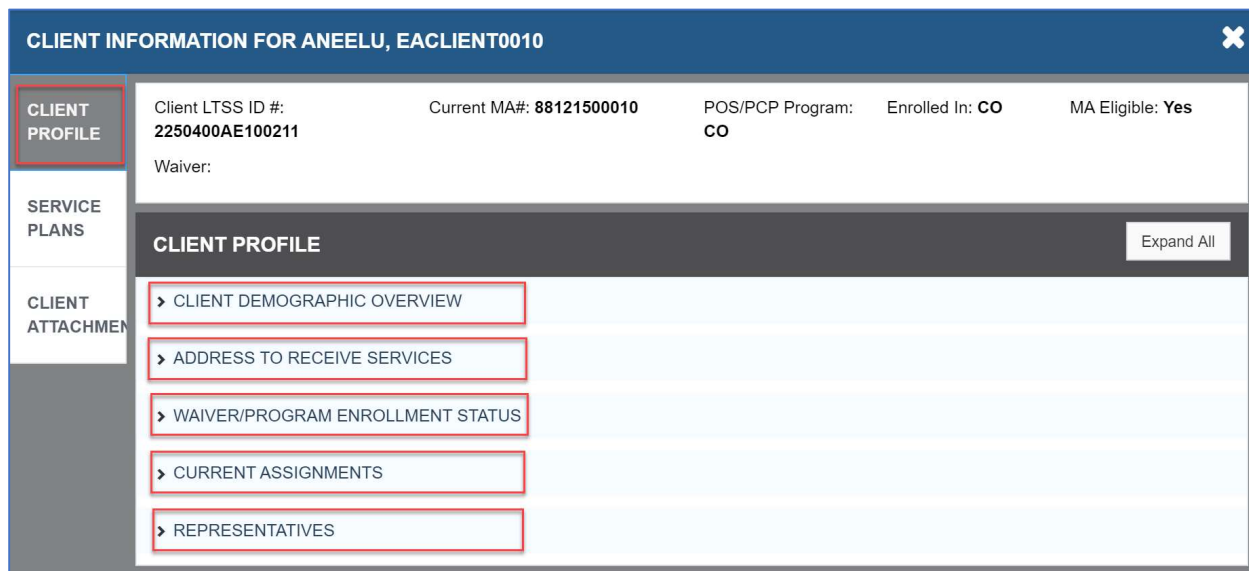 CLIENT INFORMATION FOR ANEELU, EACLIENT0010
CLIENT
PROFILE
SERVICE
PLANS
CLIENT
ATTACHMEN
Client LTSS ID #: Current MA#: 88121500010 POS/PCP Program: Enrolled In: CO MA Eligible: Yes
2250400AE100211 CO
Waiver:
CLIENT PROFILE Expand All
CLIENT DEMOGRAPHIC OVERVIEW
ADDRESS TO RECEIVE SERVICES
WAIVER/PROGRAM ENROLLMENT STATUS
CURRENT ASSIGNMENTS
REPRESENTATIVES